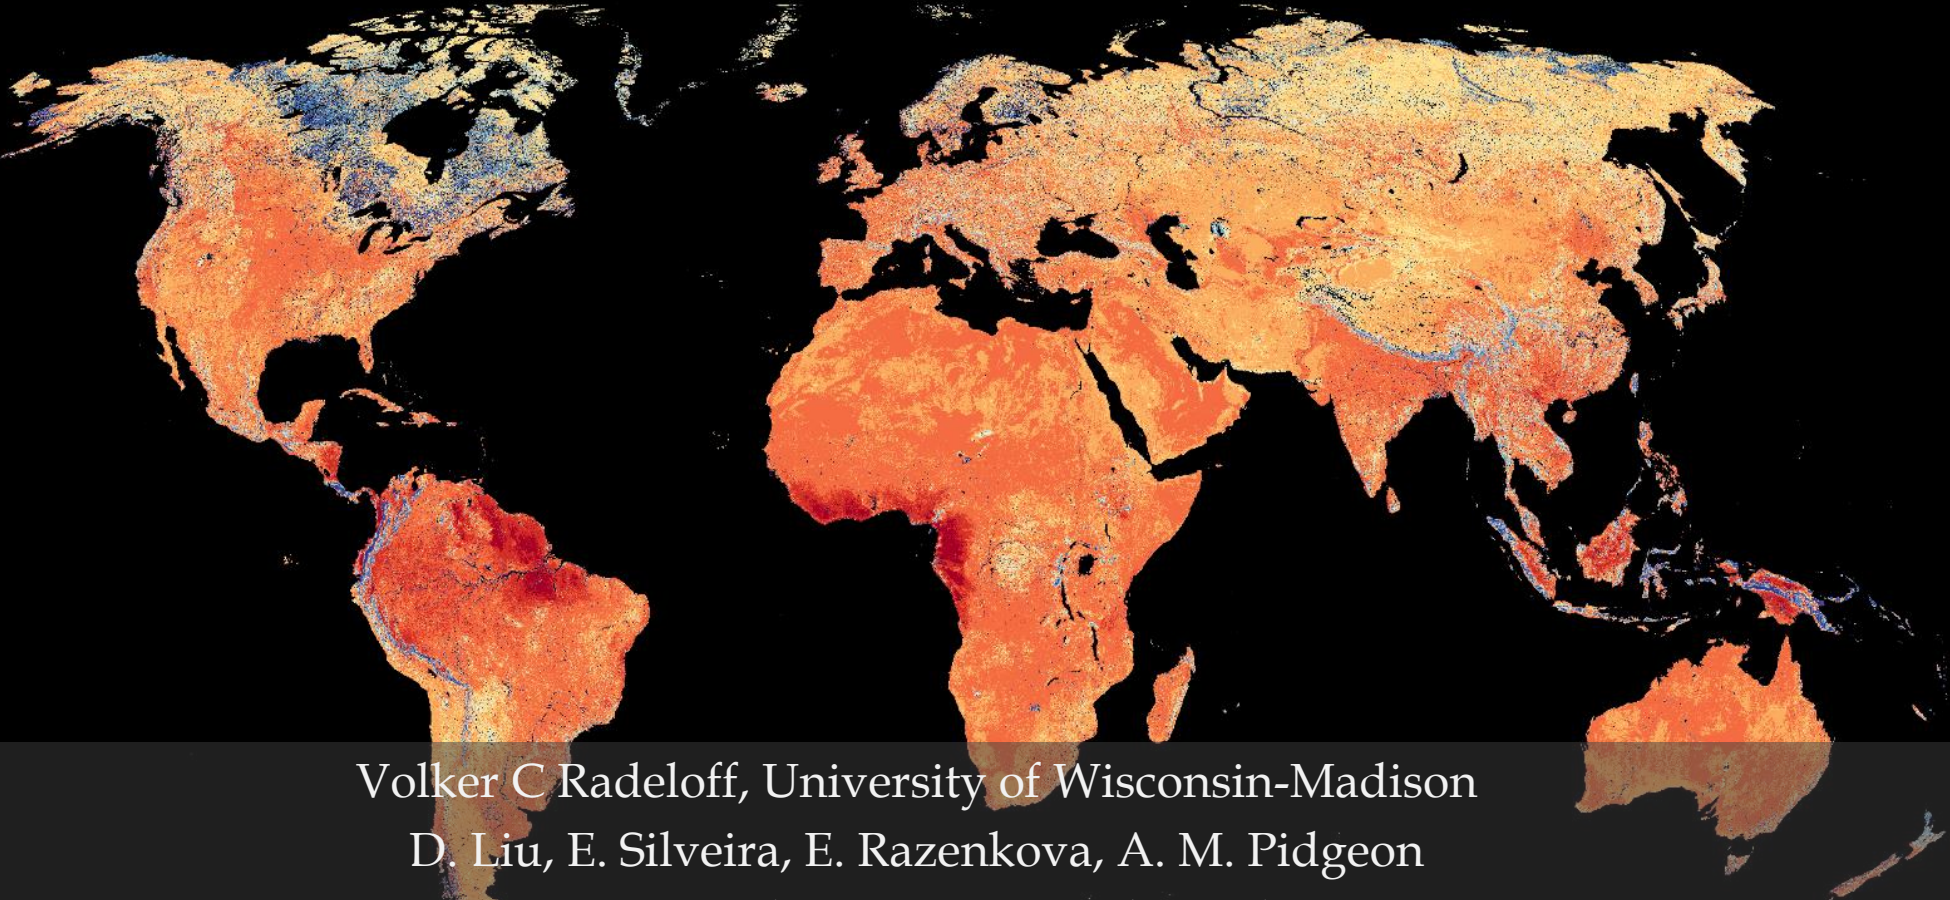 Volker C Radeloff, University of Wisconsin-Madison
D. Liu, E. Silveira, E. Razenkova, A. M. Pidgeon